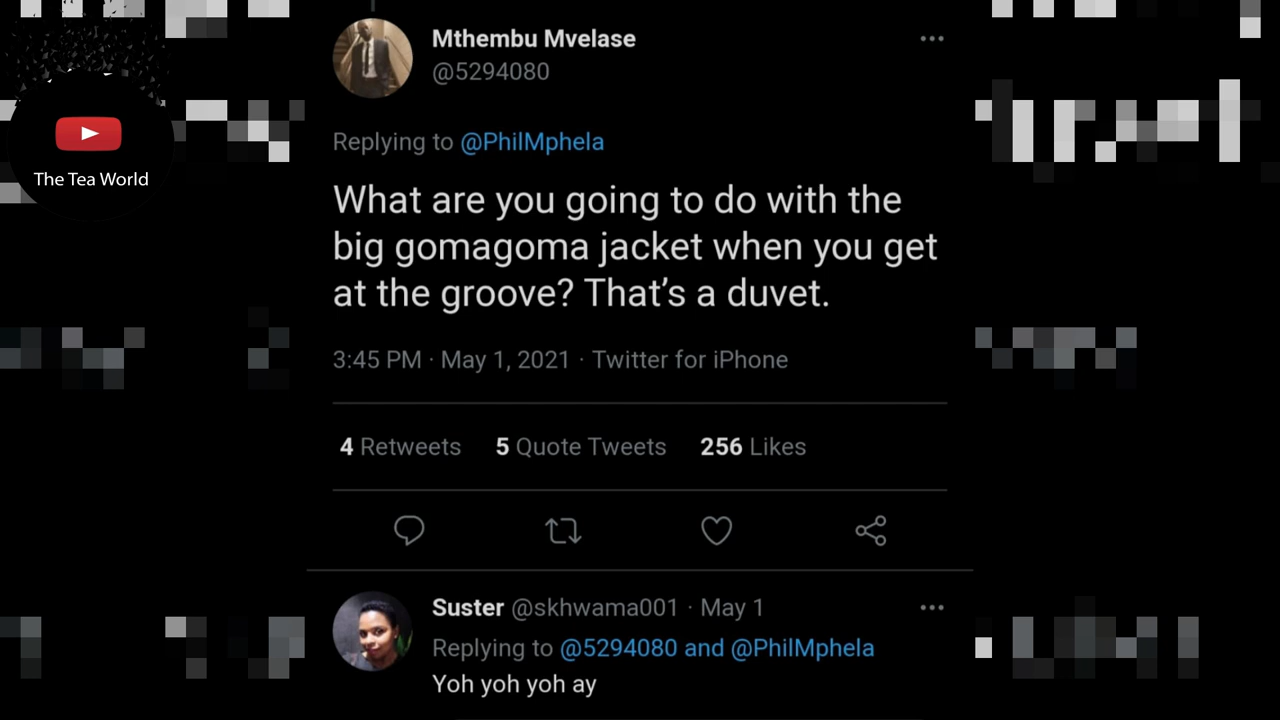 The Tea World
Mthembu Mvelase
@5294080
Replying to @PhilMphela
What are you going to do with the
big gomagoma jacket when you get
at the groove? That's a duvet.
3:45 PM · May 1, 2021 · Twitter for iPhone
4 Retweets 5 Quote Tweets 256 Likes
Suster @skhwama001 · May 1
Replying to @5294080 and @PhilMphela
Yoh yoh yoh ay